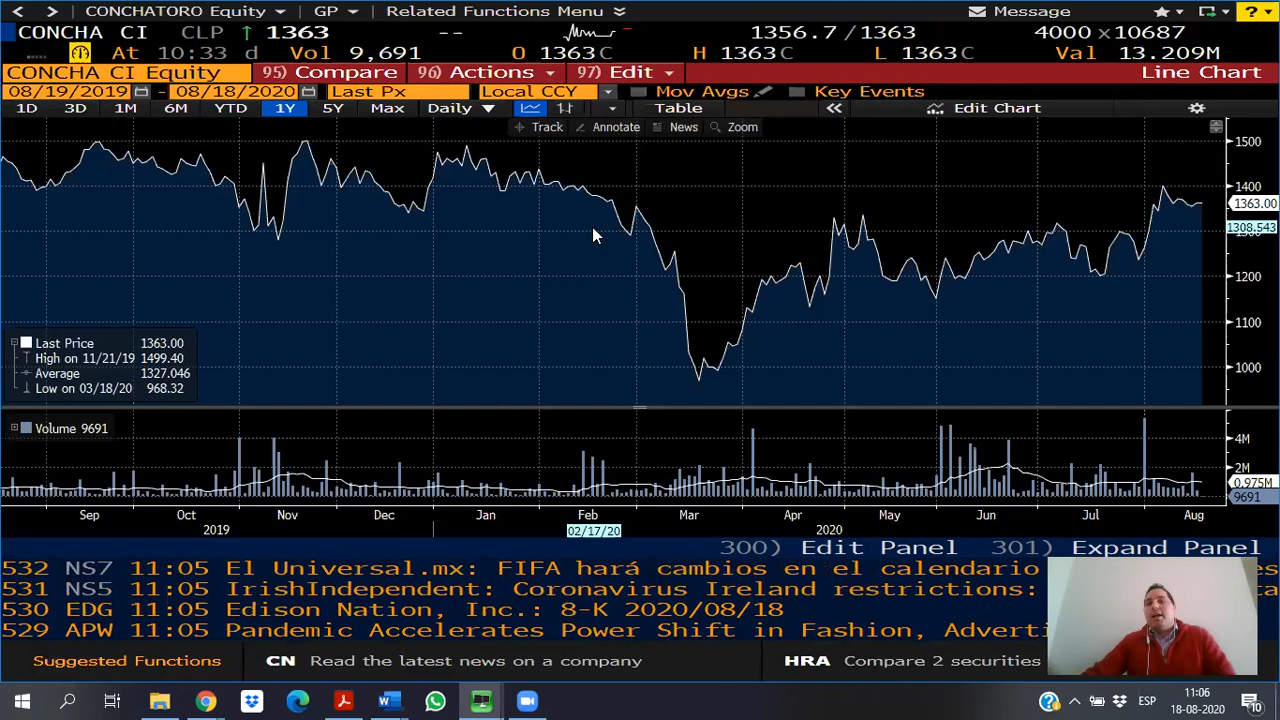 CONCHATORO Equity GP Related Functions Menu Message ?
CONCHA CI CLP ↑ 1363 -- 1356.7/1363 4000×10687
.... At 10:33 d Vol 9,691 O 1363C H 1363C L 1363C Val 13.209M
CONCHA CI Equity 95) Compare 96) Actions 97) Edit Line Chart
08/19/2019 - 08/18/2020 Last Px Local CCY Mov Avgs Key Events
1D 3D 1M 6M YTD 1Y 5Y Max Daily Table « Edit Chart
Track Annotate News Zoom
1500
1400
1363.00
1308.543
1300
1200
1100
1000
Last Price 1363.00
High on 11/21/19 1499.40
Average 1327.046
Low on 03/18/20 968.32
Volume 9691
4M
2M
0.975M
9691
Sep Oct Nov Dec Jan Feb Mar Apr May Jun Jul Aug
2019 02/17/20 2020
300) Edit Panel 301) Expand Panel
532 NS7 11:05 El Universal.mx: FIFA hará cambios en el calendario
531 NS5 11:05 IrishIndependent: Coronavirus Ireland restrictions:
530 EDG 11:05 Edison Nation, Inc.: 8-K 2020/08/18
529 APW 11:05 Pandemic Accelerates Power Shift in Fashion, Adverti
Suggested Functions CN Read the latest news on a company HRA Compare 2 securities
ESP 11:06
18-08-2020
10